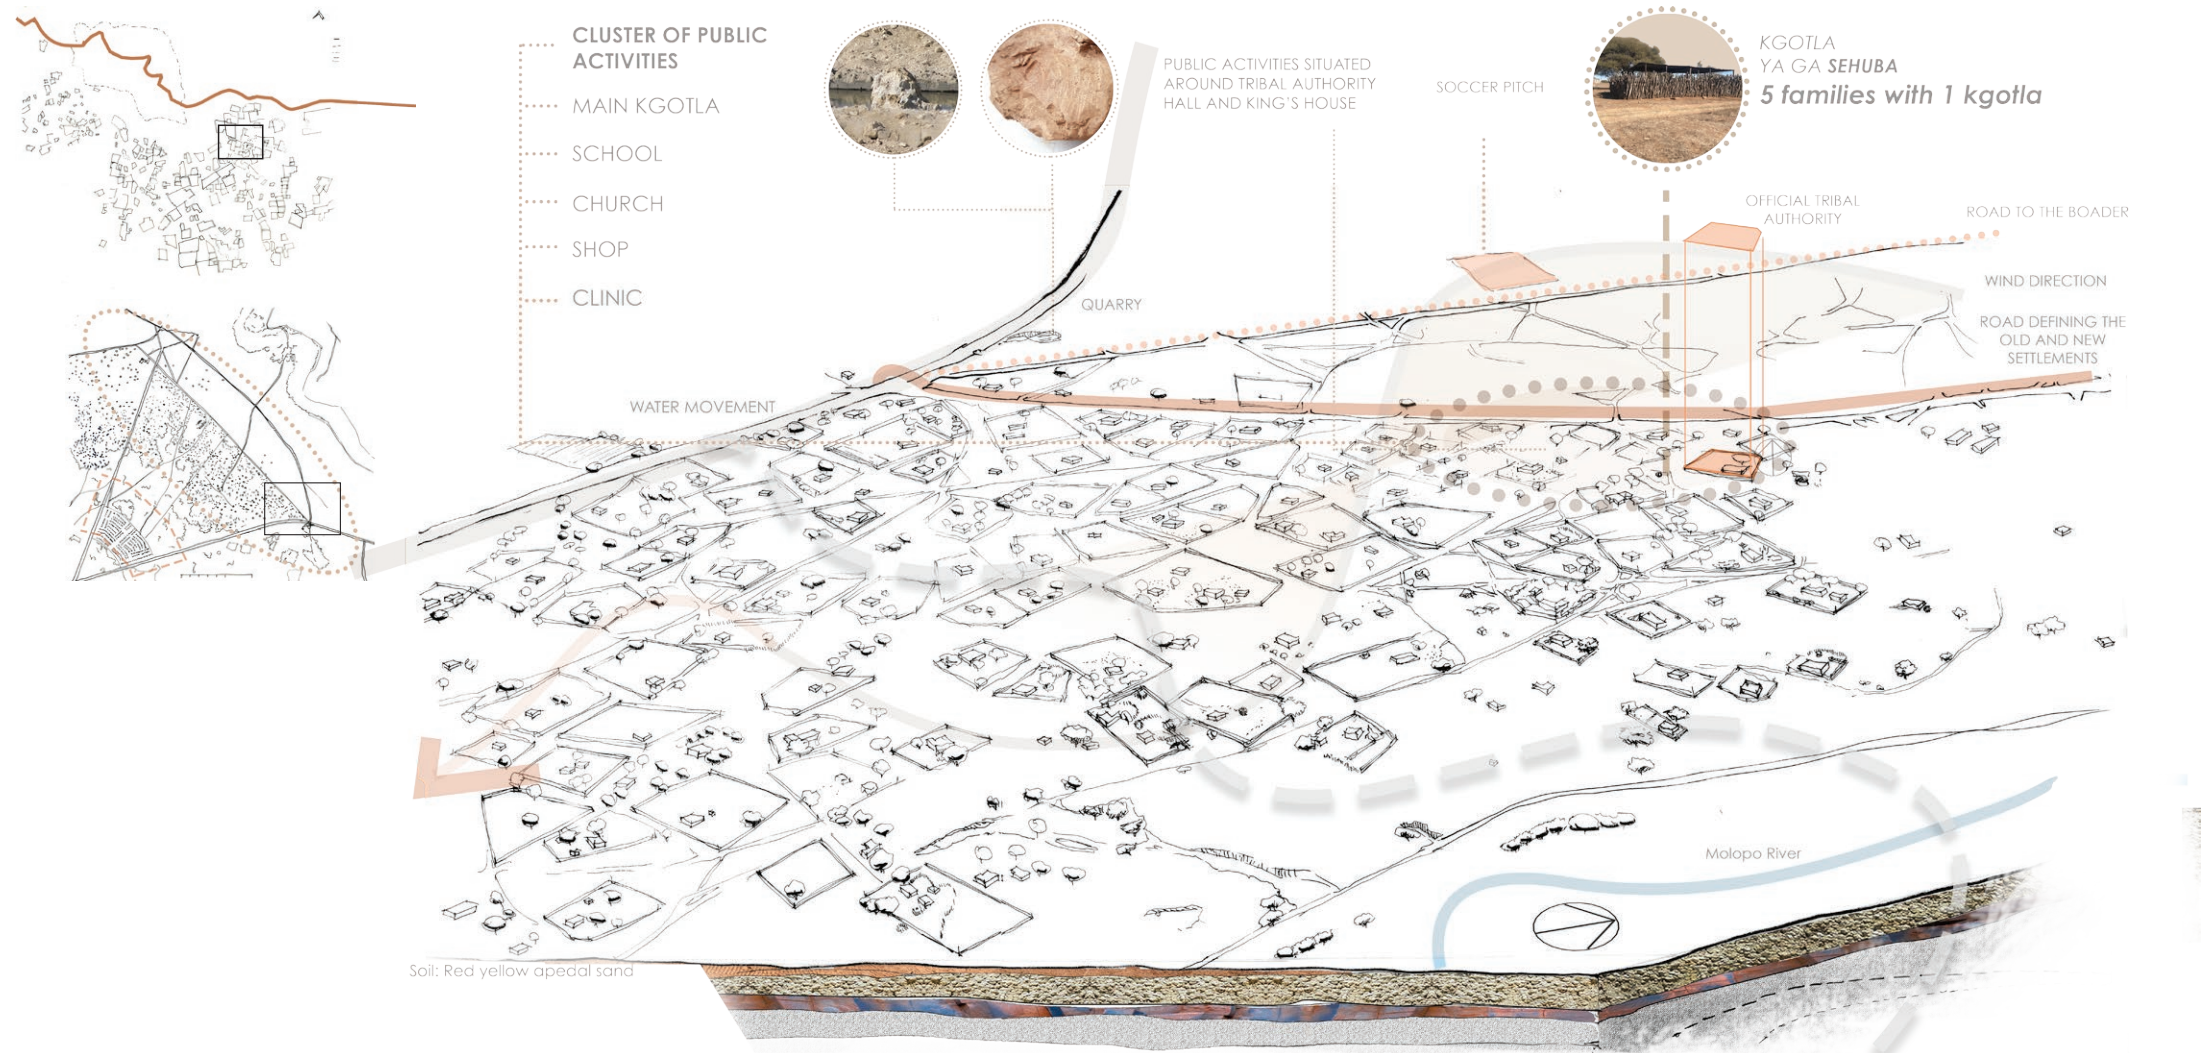 CLUSTER OF PUBLIC
ACTIVITIES
MAIN KGOTLA
SCHOOL
CHURCH
SHOP
CLINIC
PUBLIC ACTIVITIES SITUATED
AROUND TRIBAL AUTHORITY
HALL AND KING'S HOUSE
SOCCER PITCH
KGOTLA
YA GA SEHUBA
5 families with 1 kgotla
OFFICIAL TRIBAL
AUTHORITY
ROAD TO THE BOADER
WIND DIRECTION
ROAD DEFINING THE
OLD AND NEW
SETTLEMENTS
QUARRY
WATER MOVEMENT
Molopo River
Soil: Red yellow apedal sand